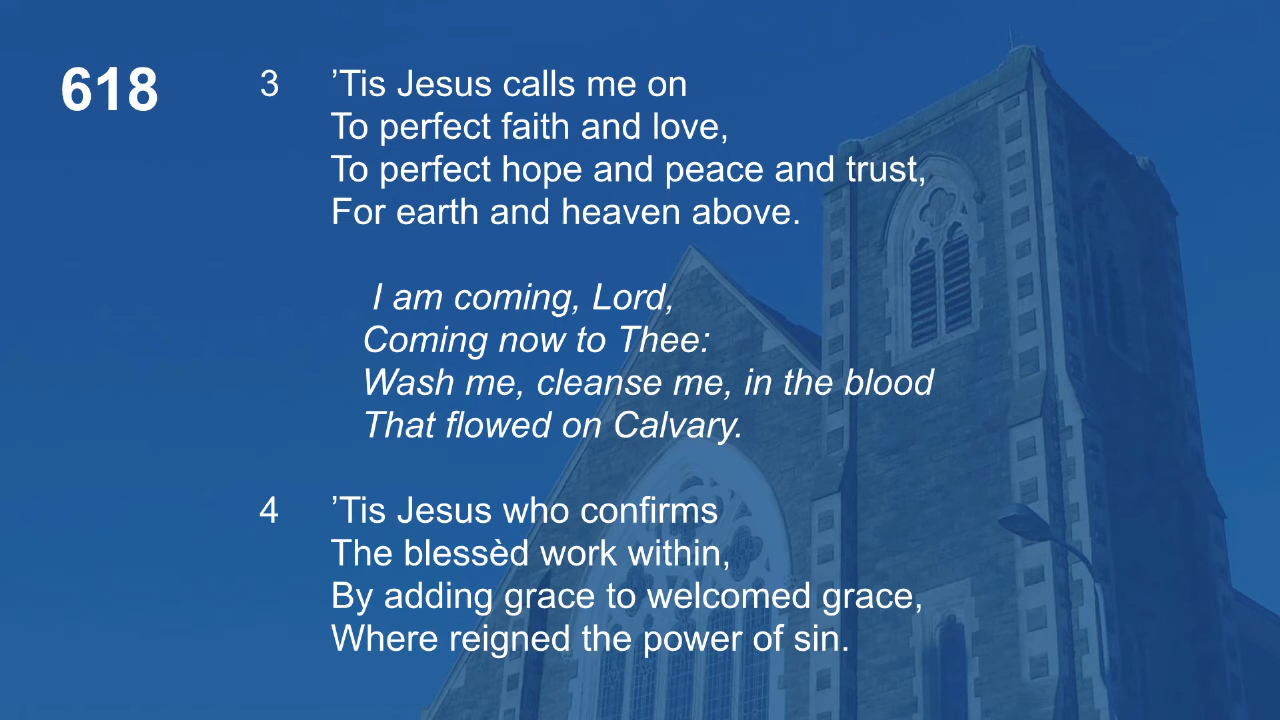 618
3 ’Tis Jesus calls me on
To perfect faith and love,
To perfect hope and peace and trust,
For earth and heaven above.
I am coming, Lord,
Coming now to Thee:
Wash me, cleanse me, in the blood
That flowed on Calvary.
4 ’Tis Jesus who confirms
The blessèd work within,
By adding grace to welcomed grace,
Where reigned the power of sin.